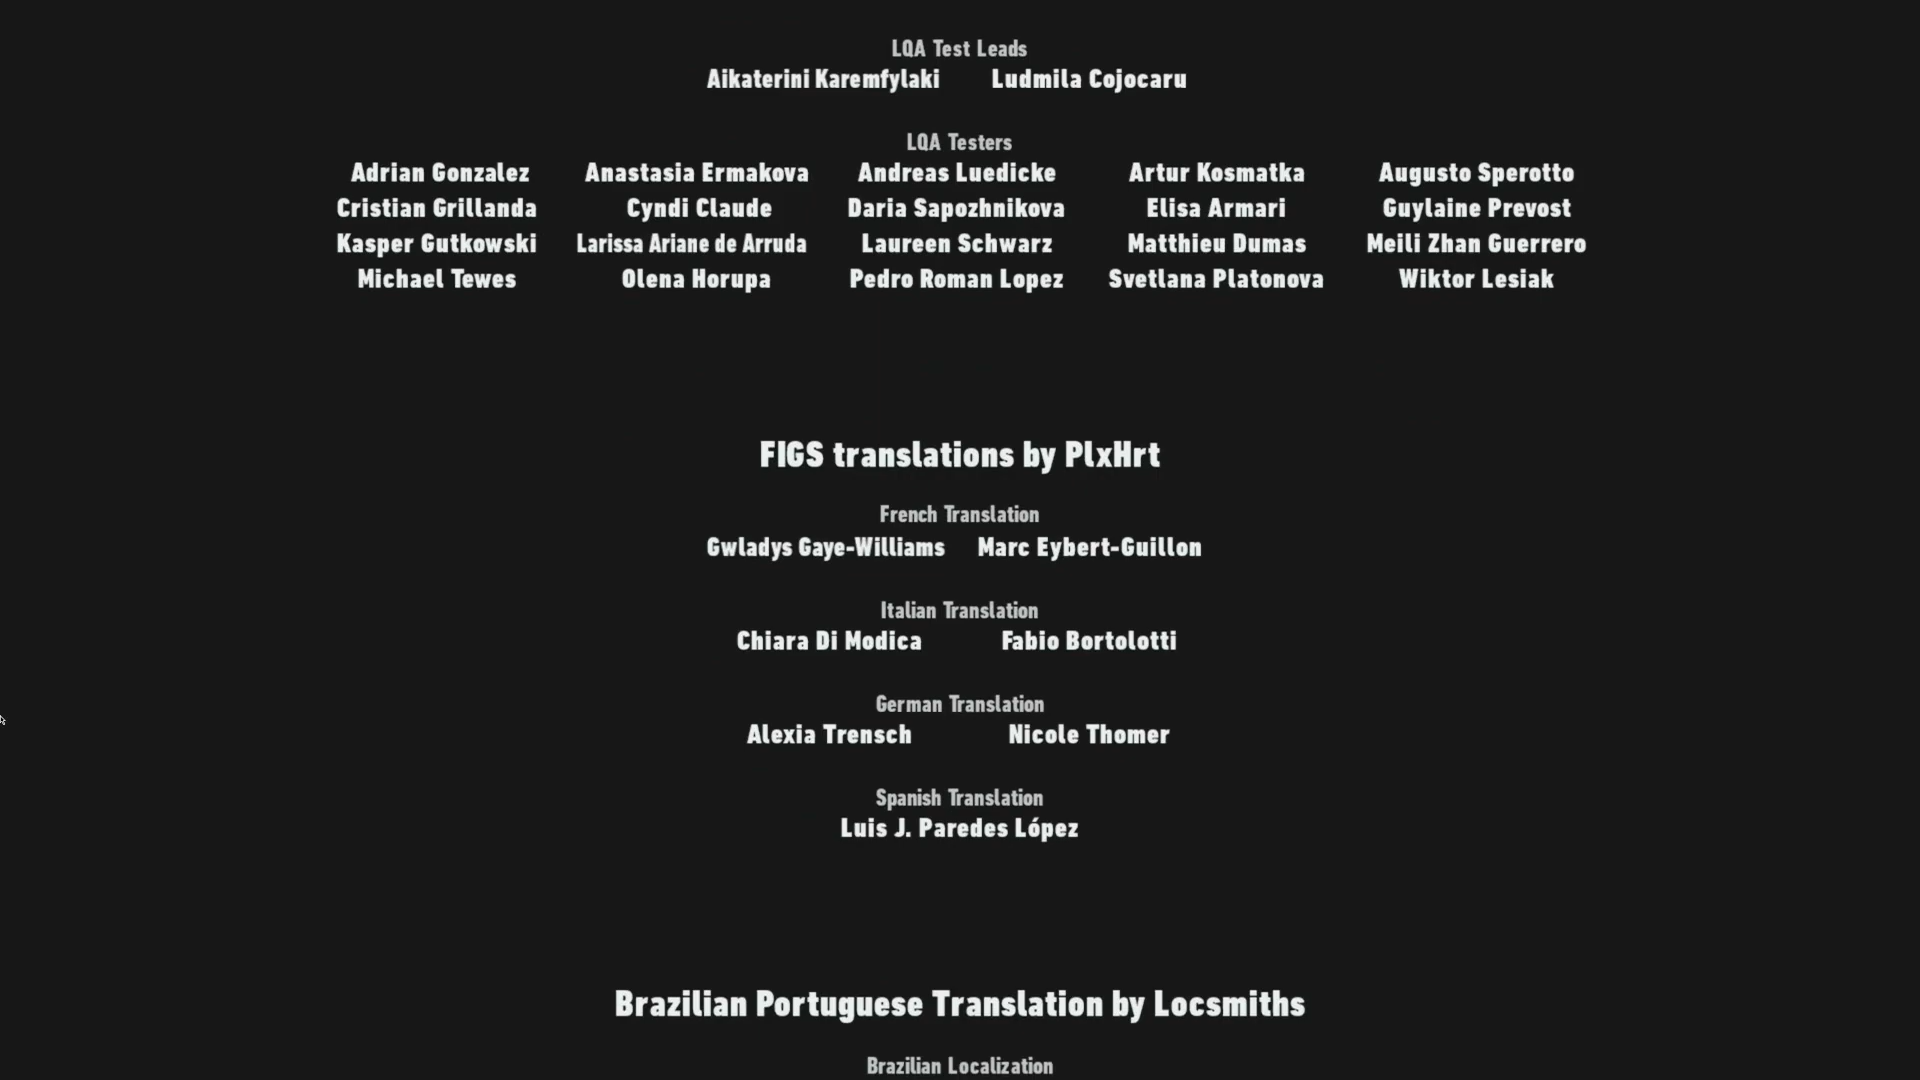 LQA Test Leads
Aikaterini Karemfylaki Ludmila Cojocaru
LQA Testers
Adrian Gonzalez Anastasia Ermakova Andreas Luedicke Artur Kosmatka Augusto Sperotto
Cristian Grillanda Cyndi Claude Daria Sapozhnikova Elisa Armari Guylaine Prevost
Kasper Gutkowski Larissa Ariane de Arruda Laureen Schwarz Matthieu Dumas Meili Zhan Guerrero
Michael Tewes Olena Horupa Pedro Roman Lopez Svetlana Platonova Wiktor Lesiak
FIGS translations by PlxHrt
French Translation
Gwladys Gaye-Williams Marc Eybert-Guillon
Italian Translation
Chiara Di Modica Fabio Bortolotti
German Translation
Alexia Trensch Nicole Thomer
Spanish Translation
Luis J. Paredes López
Brazilian Portuguese Translation by Locsmiths
Brazilian Localization